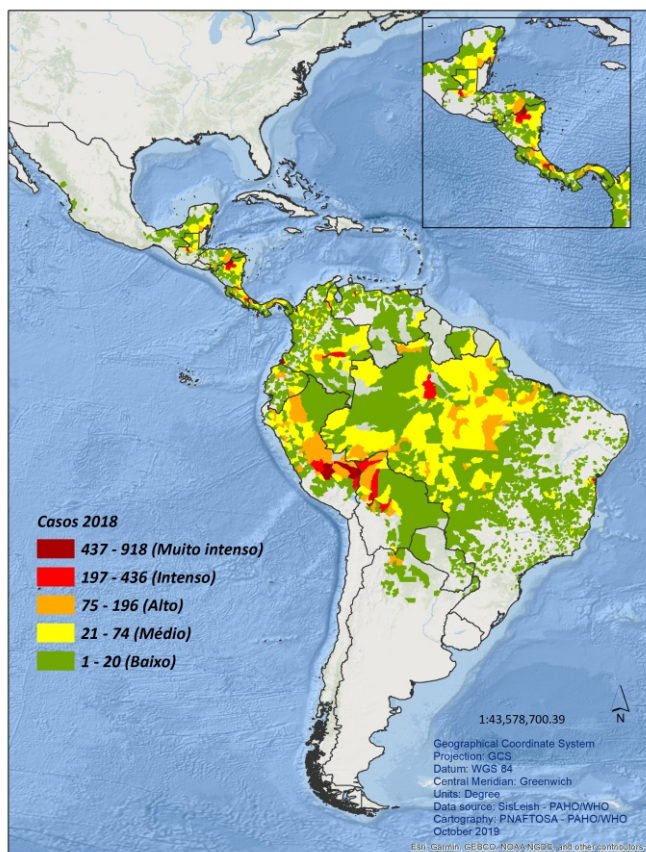 Casos 2018
437 - 918 (Muito intenso)
197 - 436 (Intenso)
75 - 196 (Alto)
21 - 74 (Médio)
1 - 20 (Baixo)
1:43,578,700.39
N
Geographical Coordinate System
Projection: GCS
Datum: WGS 84
Central Meridian: Greenwich
Units: Degree
Data source: SisLeish - PAHO/WHO
Cartography: PNAFTOSA - PAHO/WHO
October 2019
Esri, Garmin, GEBCO, NOAA NGDC, and other contributors